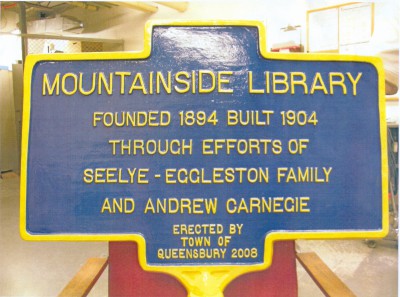 MOUNTAINSIDE LIBRARY
FOUNDED 1894 BUILT 1904
THROUGH EFFORTS OF
SEELYE - EGGLESTON FAMILY
AND ANDREW CARNEGIE
ERECTED BY
TOWN OF
QUEENSBURY 2008